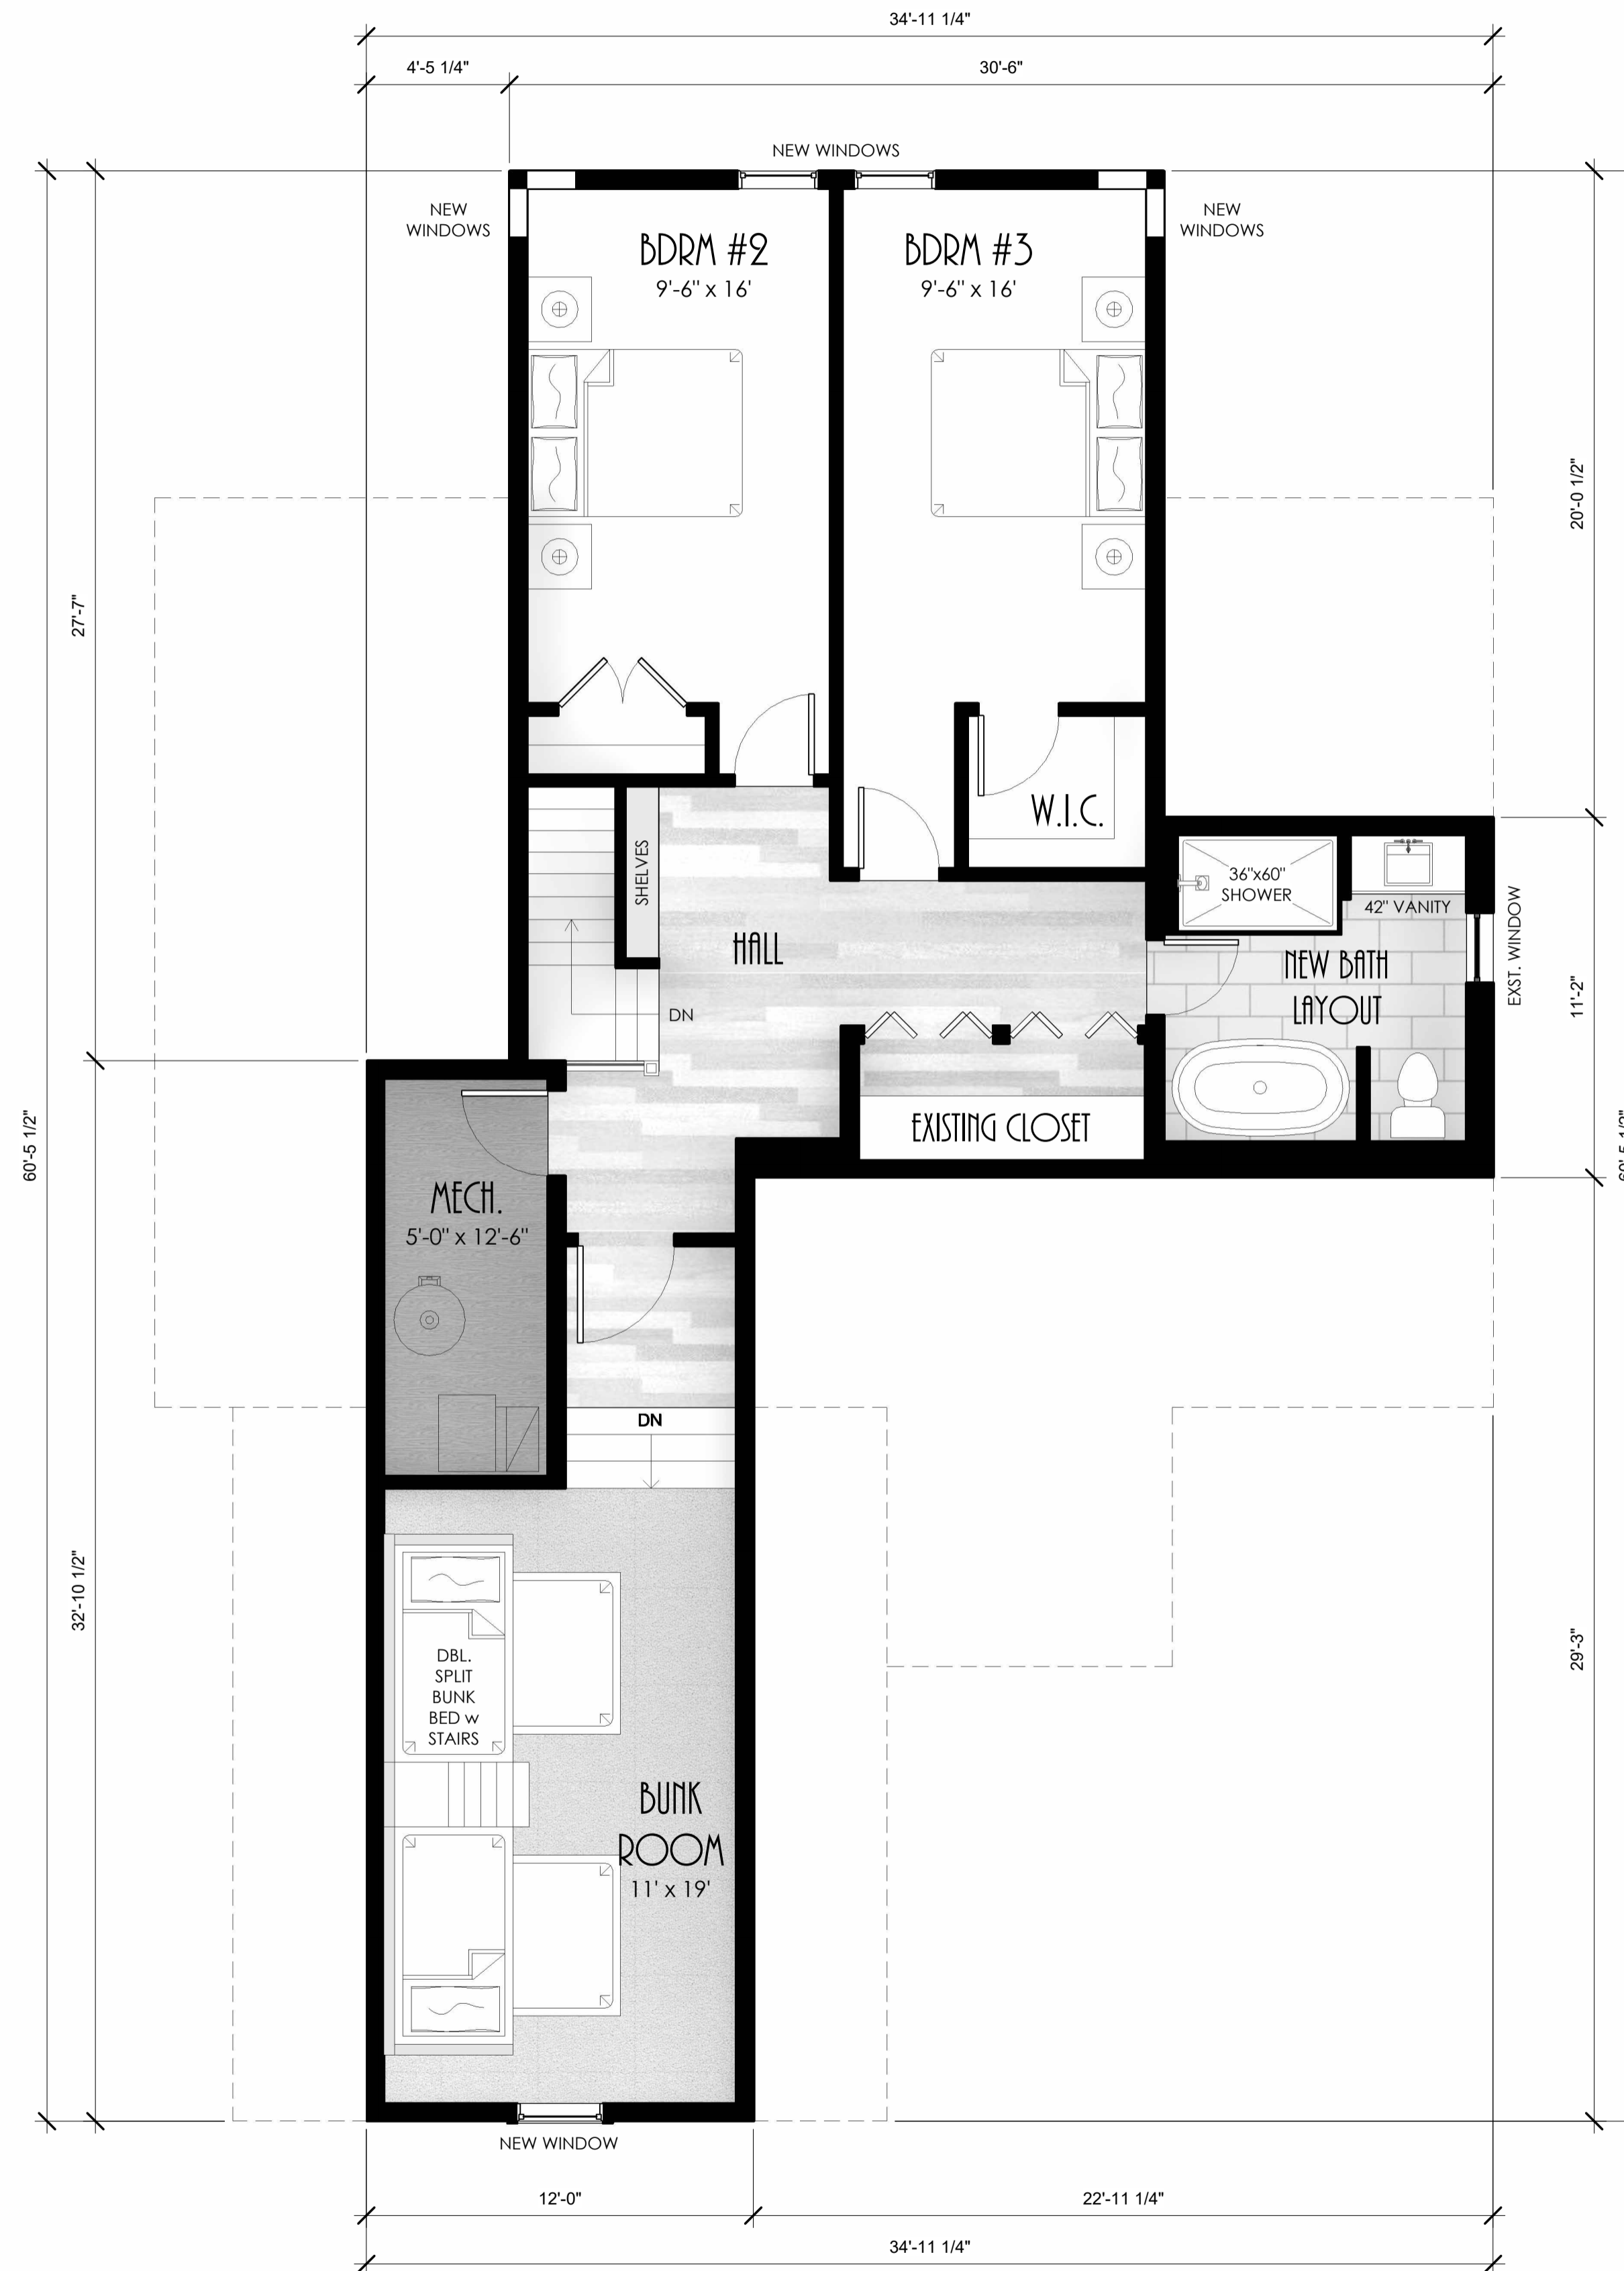 34'-11 1/4"
4'-5 1/4"
30'-6"
NEW WINDOWS
NEW
WINDOWS
NEW
WINDOWS
BDRM #2
9'-6" x 16'
BDRM #3
9'-6" x 16'
20'-0 1/2"
27'-7"
W.I.C.
SHELVES
36"x60"
SHOWER
42" VANITY
EXST. WINDOW
HALL
NEW BATH
LAYOUT
11'-2"
DN
EXISTING CLOSET
60'-5 1/2"
60'-5 1/2"
MECH.
5'-0" x 12'-6"
DN
32'-10 1/2"
29'-3"
DBL.
SPLIT
BUNK
BED w
STAIRS
BUNK
ROOM
11' x 19'
NEW WINDOW
12'-0"
22'-11 1/4"
34'-11 1/4"